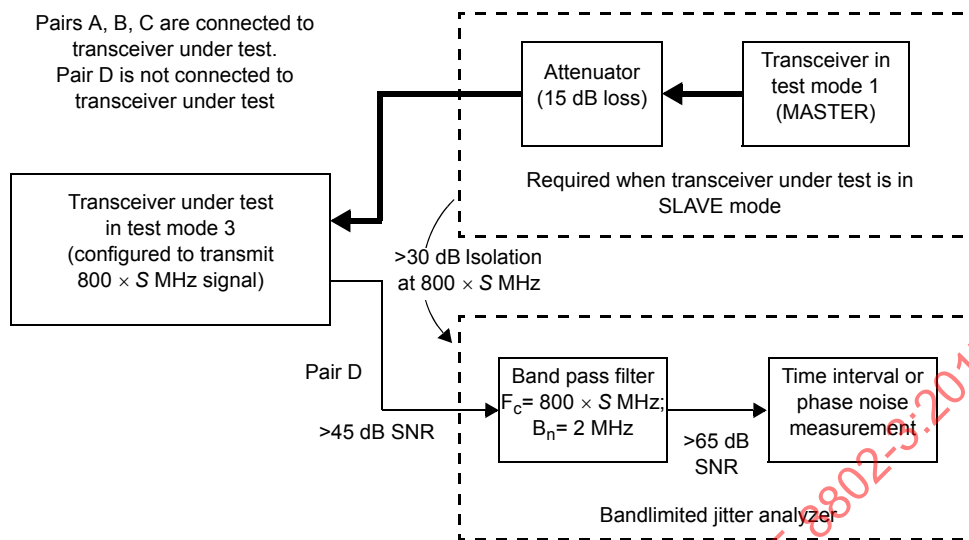 Pairs A, B, C are connected to
transceiver under test.
Pair D is not connected to
transceiver under test
Attenuator
(15 dB loss)
Transceiver in
test mode 1
(MASTER)
Required when transceiver under test is in
SLAVE mode
Transceiver under test
in test mode 3
(configured to transmit
800 × S MHz signal)
>30 dB Isolation
at 800 × S MHz
Pair D
>45 dB SNR
Band pass filter
Fc= 800 × S MHz;
Bn= 2 MHz
>65 dB
SNR
Time interval or
phase noise
measurement
Bandlimited jitter analyzer
8802-3:201